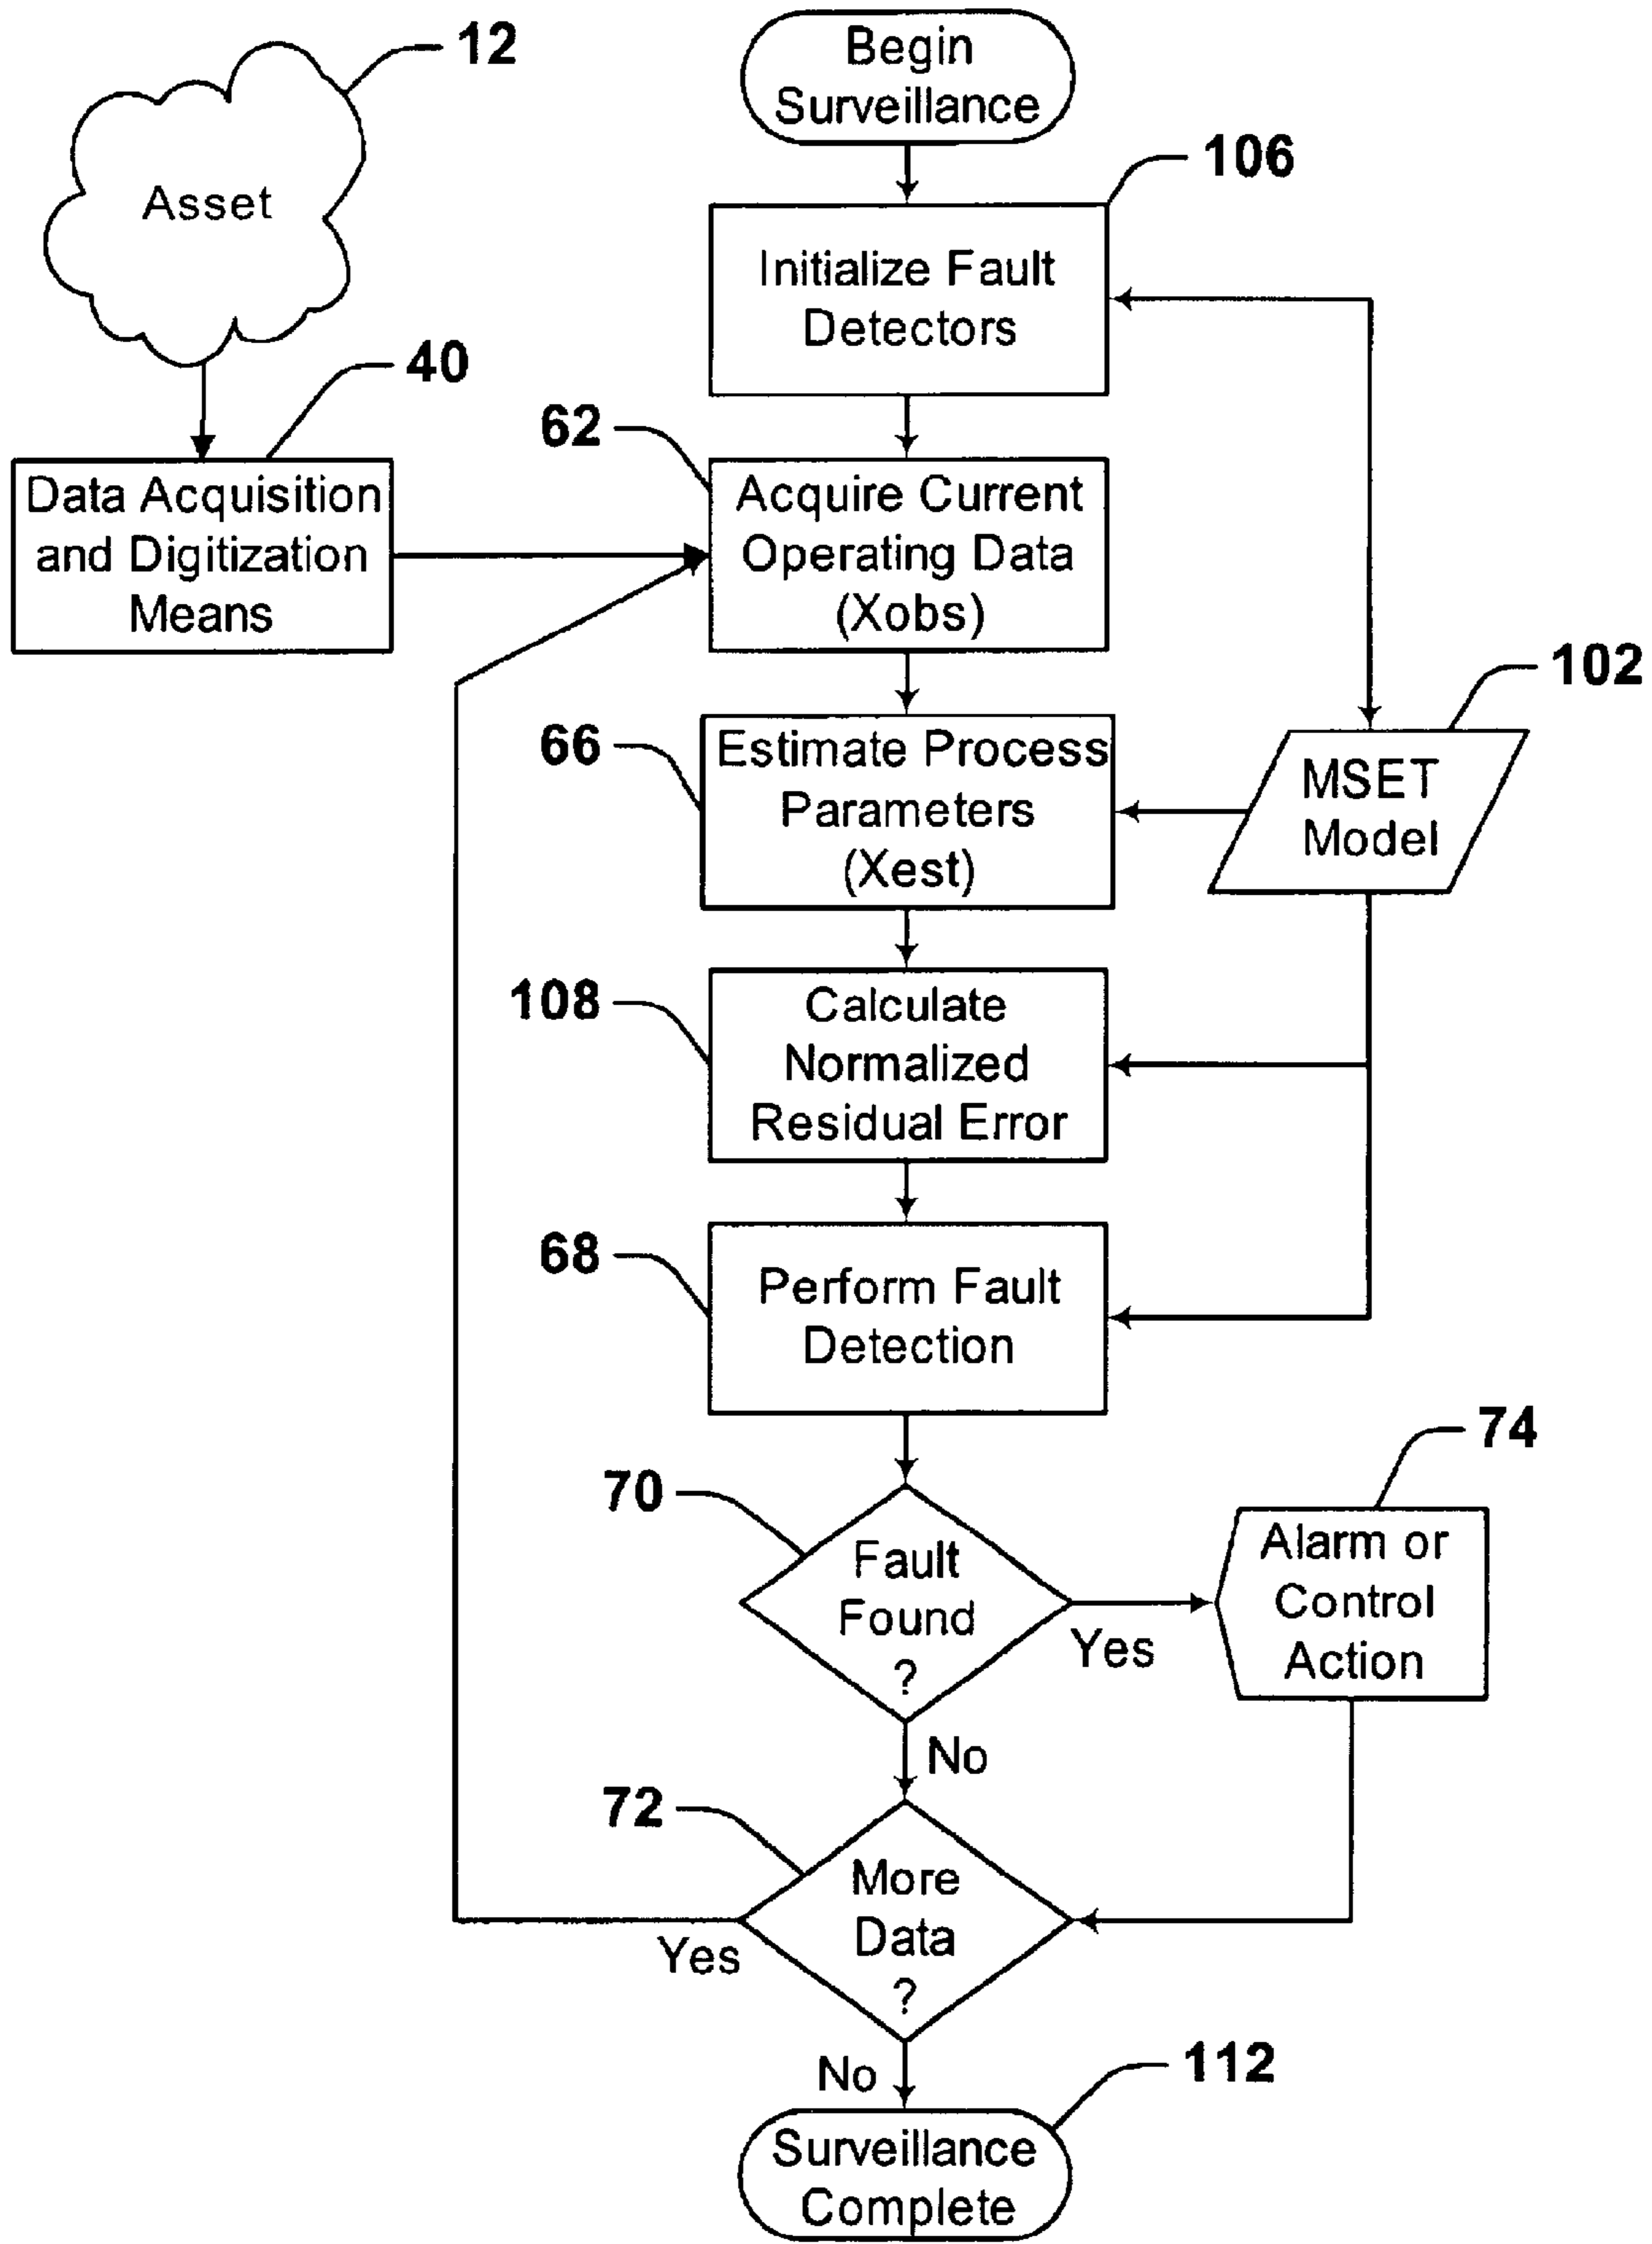 12
Asset
40
Data Acquisition
and Digitization
Means
Begin
Surveillance
106
Initialize Fault
Detectors
62
Acquire Current
Operating Data
(Xobs)
102
MSET
Model
66
Estimate Process
Parameters
(Xest)
108
Calculate
Normalized
Residual Error
68
Perform Fault
Detection
70
Fault
Found
?
Yes
74
Alarm or
Control
Action
No
72
More
Data
?
Yes
No
112
Surveillance
Complete